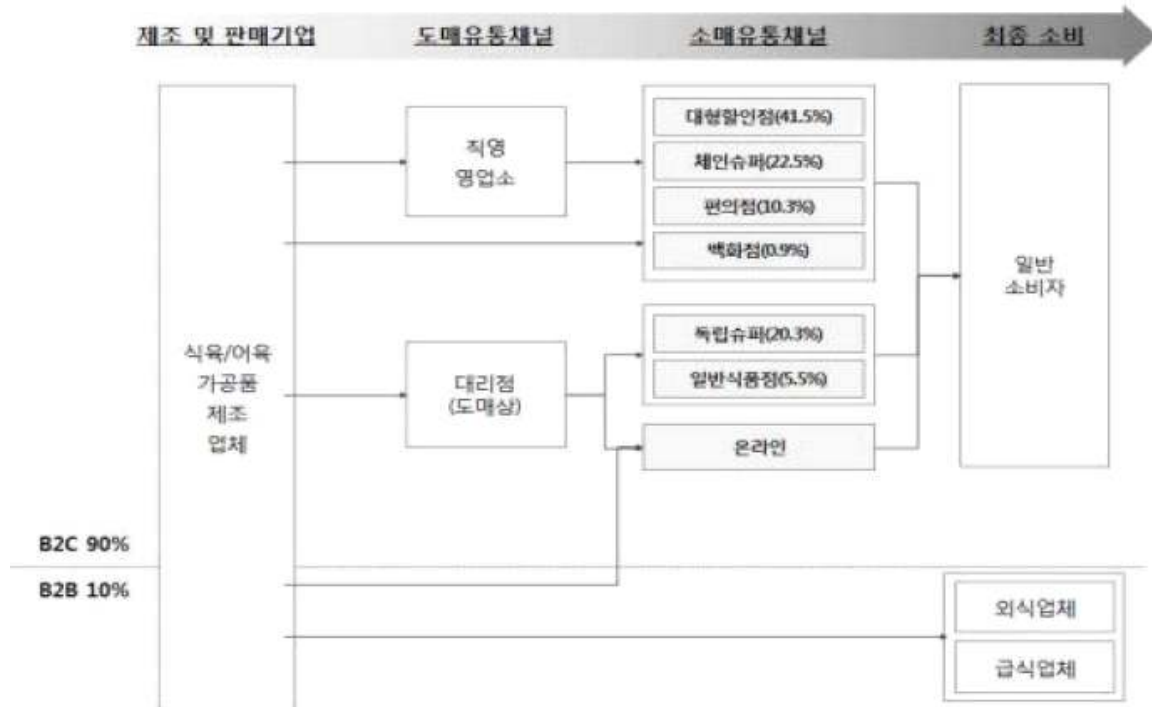 제조 및 판매기업
도매유통채널
소매유통채널
최종 소비
식육/어육
가공품
제조
업체
직영
영업소
대리점
(도매상)
대형할인점(41.5%)
체인슈퍼(22.5%)
편의점(10.3%)
백화점(0.9%)
독립슈퍼(20.3%)
일반식품점(5.5%)
온라인
일반
소비자
B2C 90%
B2B 10%
외식업체
급식업체